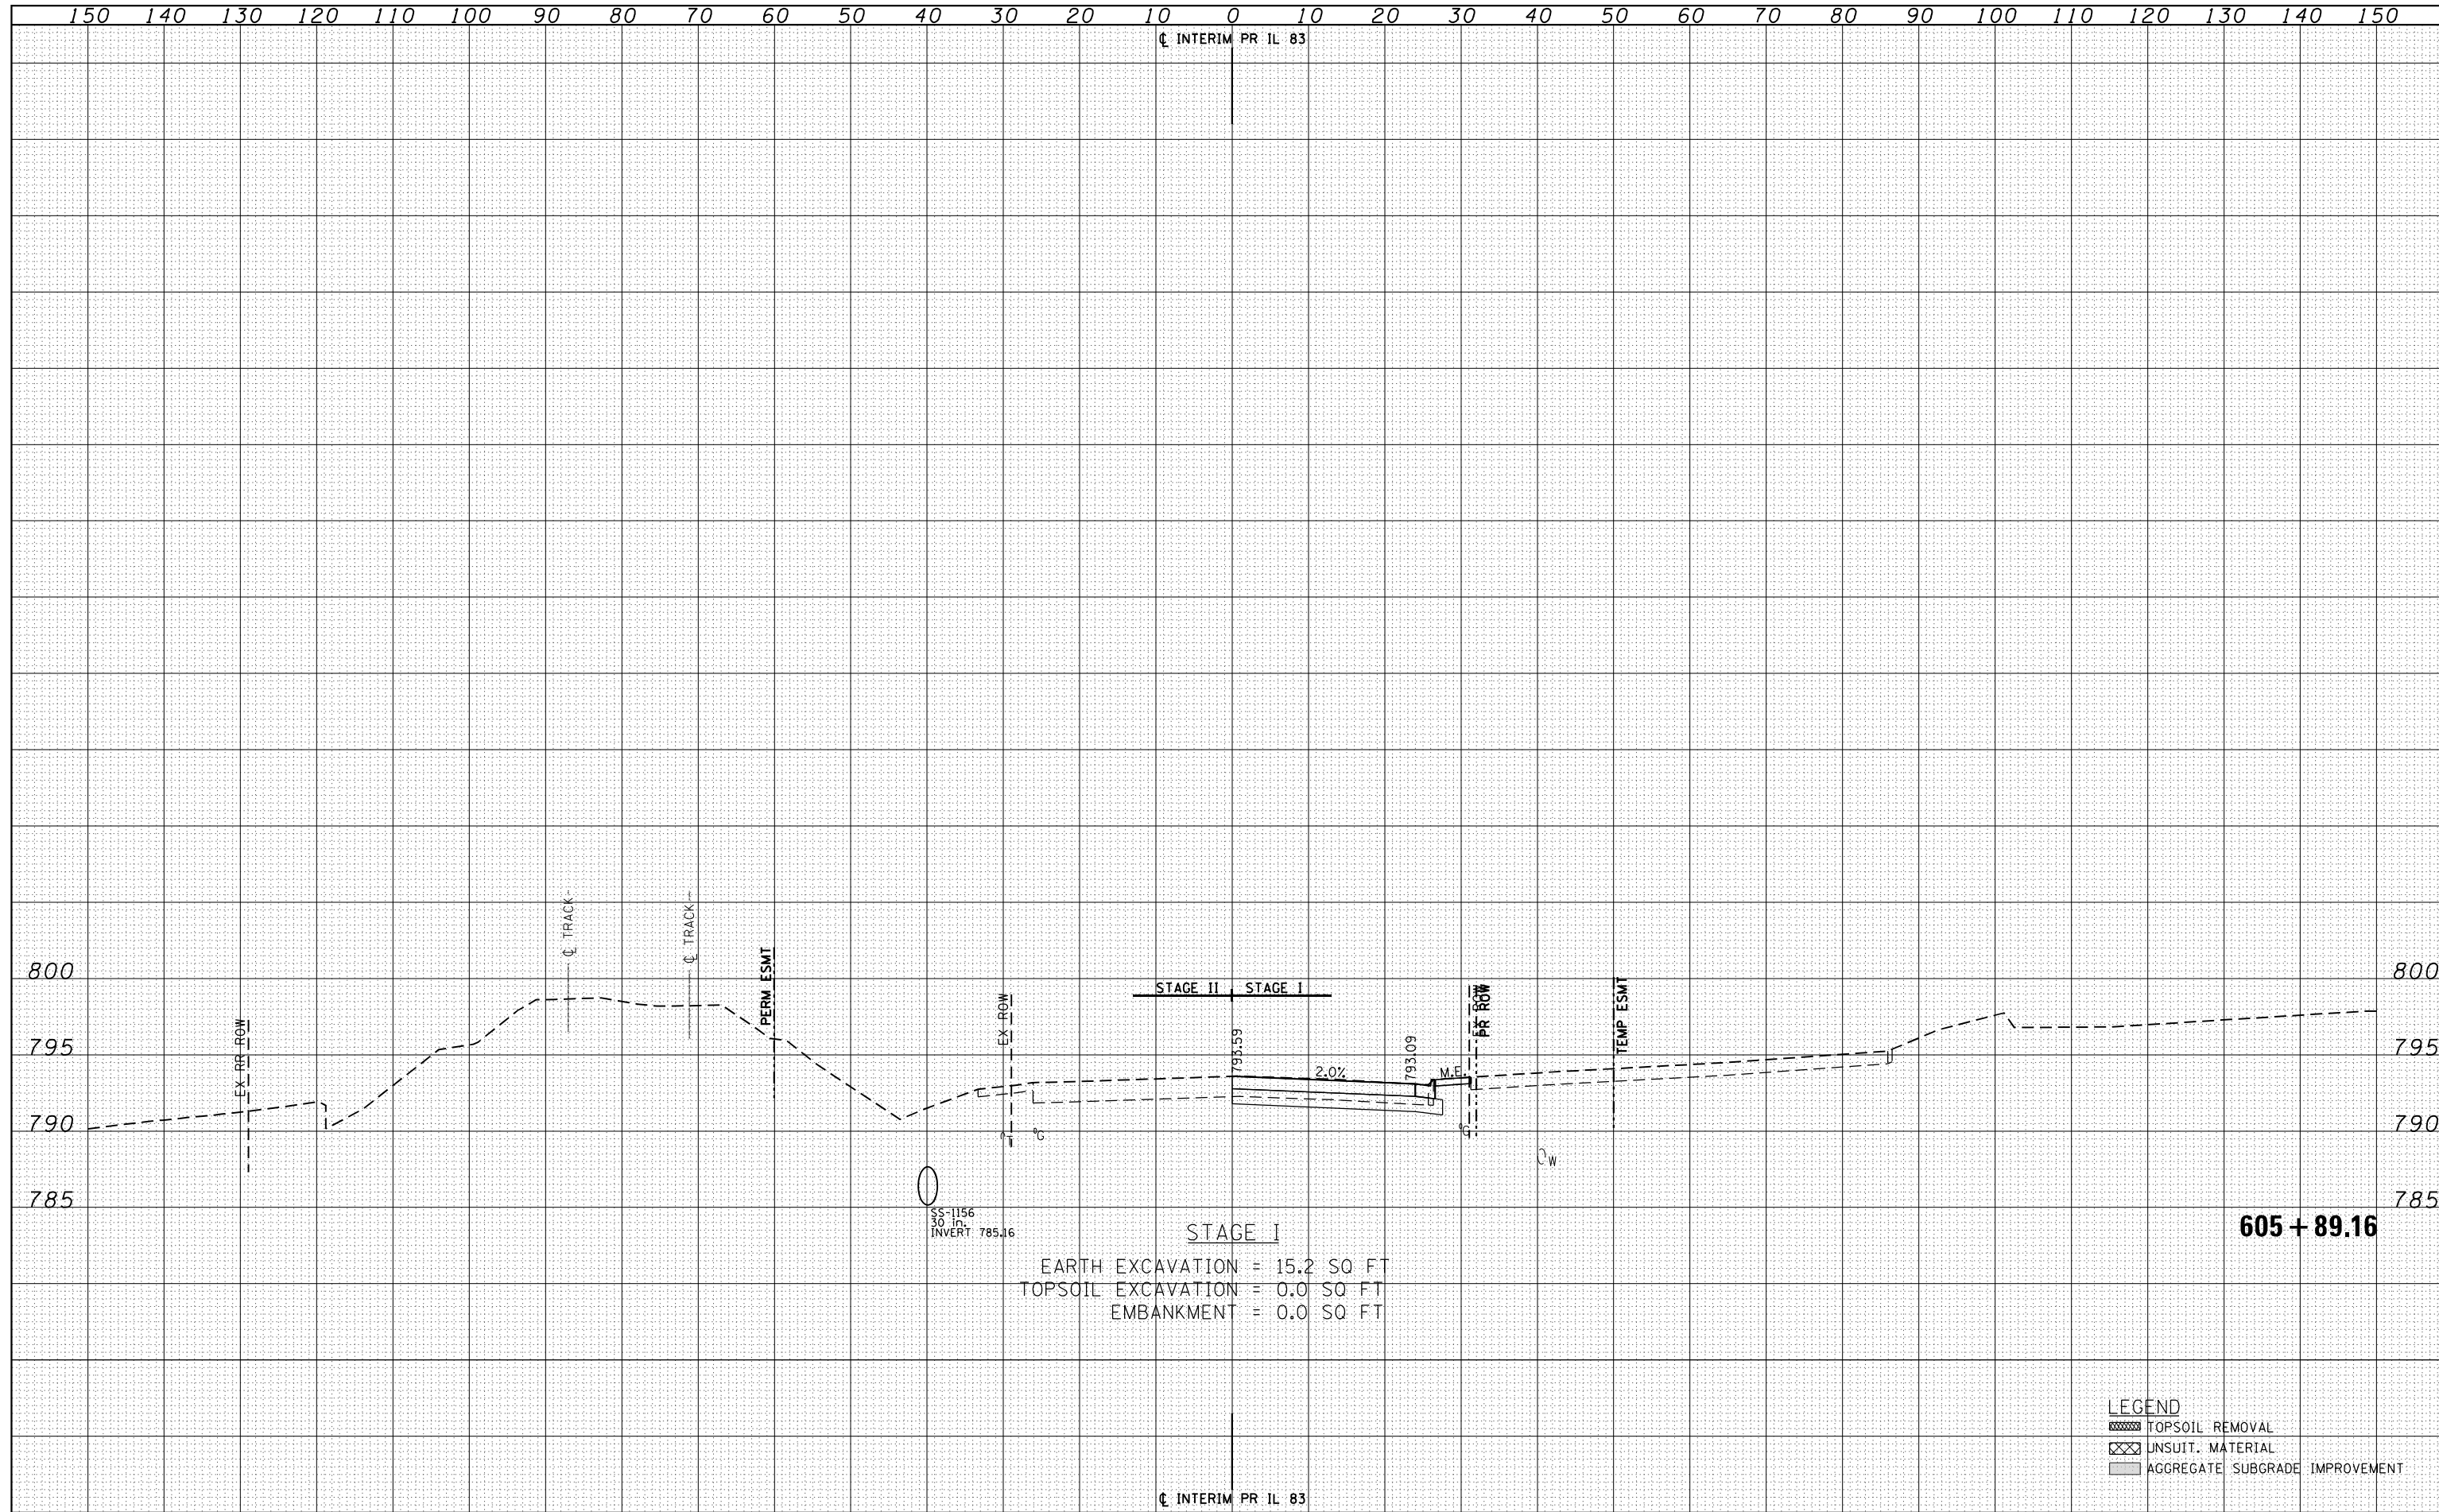 150 140 130 120 110 100 90 80 70 60 50 40 30 20 10 0 10 20 30 40 50 60 70 80 90 100 110 120 130 140 150
℄ INTERIM PR IL 83
℄ TRACK
℄ TRACK
PERM ESMT
800
800
STAGE II
STAGE I
EX RR ROW
EX ROW
EX ROW
PR ROW
TEMP ESMT
795
795
793.59
793.09
2.0%
M.E.
790
790
T
G
G
W
785
785
SS-1156
30 in.
INVERT 785.16
605+89.16
STAGE I
EARTH EXCAVATION = 15.2 SQ FT
TOPSOIL EXCAVATION = 0.0 SQ FT
EMBANKMENT = 0.0 SQ FT
LEGEND
TOPSOIL REMOVAL
UNSUIT. MATERIAL
AGGREGATE SUBGRADE IMPROVEMENT
℄ INTERIM PR IL 83